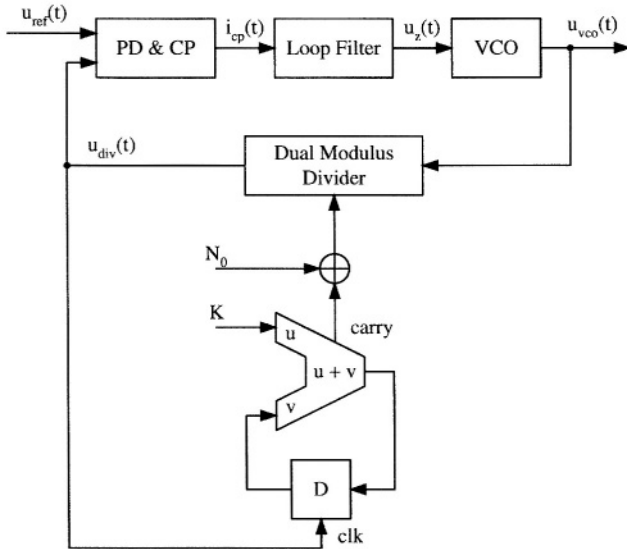 u_ref(t)
PD & CP
i_cp(t)
Loop Filter
u_z(t)
VCO
u_vco(t)
u_div(t)
Dual Modulus
Divider
N_0
K
carry
u
u + v
v
D
clk